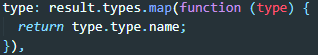 type: result.types.map(function (type) {
  return type.type.name;
}),